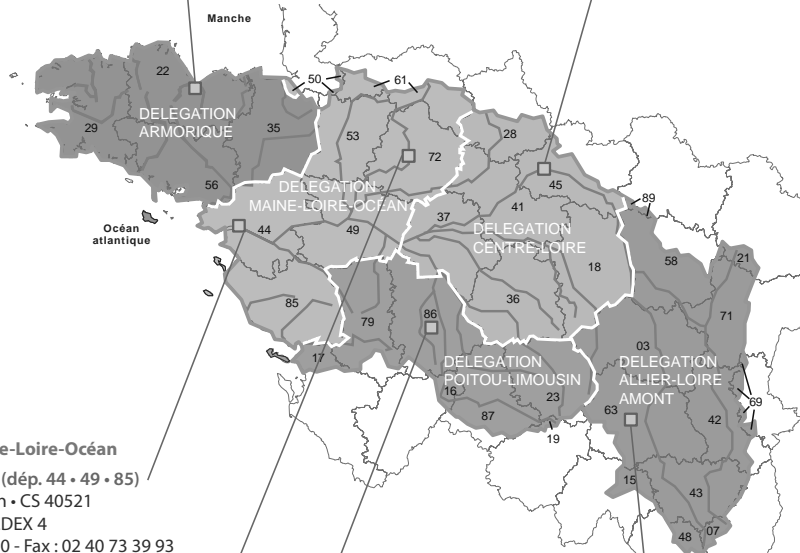 Manche
22
50
61
DELEGATION
ARMORIQUE
29
35
53
28
72
56
45
DELEGATION
MAINE-LOIRE-OCÉAN
89
41
37
Océan
atlantique
44
49
DELEGATION
CENTRE-LOIRE
58
21
18
85
36
79
86
71
03
17
DELEGATION
POITOU-LIMOUSIN
DELEGATION
ALLIER-LOIRE
AMONT
16
23
69
63
42
87
19
e-Loire-Océan
(dép. 44 • 49 • 85)
15
n • CS 40521
43
DEX 4
07
48
0 - Fax : 02 40 73 39 93